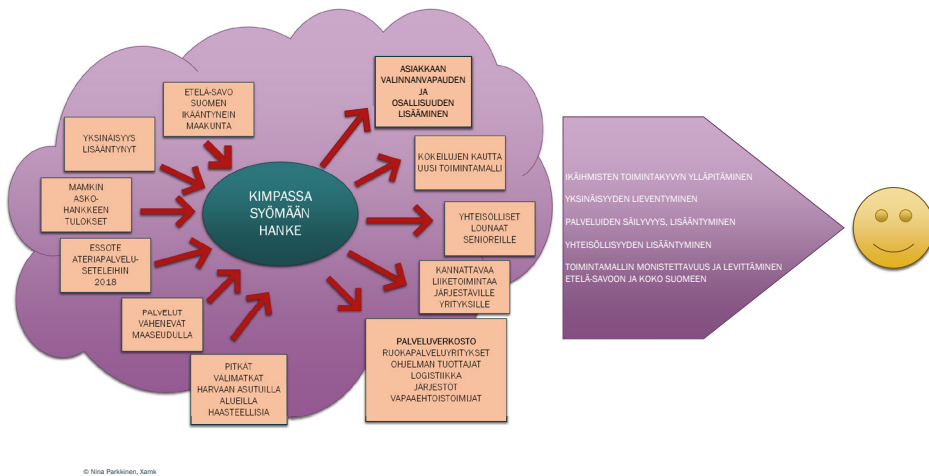 ETELÄ-SAVO
SUOMEN
IKÄÄNTYNEIN
MAAKUNTA
YKSINÄISYYS
LISÄÄNTYNYT
MAMKIN
ASKO-
HANKKEEN
TULOKSET
ESSOTE
ATERIAPALVELU-
SETELEIHIN
2018
PALVELUT
VÄHENEVÄT
MAASEUDULLA
PITKÄT
VÄLIMATKAT
HARVAAN ASUTUILLA
ALUEILLA
HAASTEELLISIA
KIMPASSA
SYÖMÄÄN
HANKE
ASIAKKAAN
VALINNANVAPAUDEN
JA
OSALLISUUDEN
LISÄÄMINEN
KOKEILUJEN KAUTTA
UUSI TOIMINTAMALLI
YHTEISÖLLISET
LOUNAAT
SENIOREILLE
KANNATTAVAA
LIIKETOIMINTAA
JÄRJESTÄVILLE
YRITYKSILLE
PALVELUVERKOSTO
RUOKAPALVELUYRITYKSET
OHJELMAN TUOTTAJAT
LOGISTIIKKA
JÄRJESTÖT
VAPAAEHTOISTOIMIJAT
IKÄIHMISTEN TOIMINTAKYVYN YLLÄPITÄMINEN
YKSINÄISYYDEN LIEVENTYMINEN
PALVELUIDEN SÄILYVYYS, LISÄÄNTYMINEN
YHTEISÖLLISYYDEN LISÄÄNTYMINEN
TOIMINTAMALLIN MONISTETTAVUUS JA LEVITTÄMINEN
ETELÄ-SAVOON JA KOKO SUOMEEN
© Nina Parkkinen, Xamk